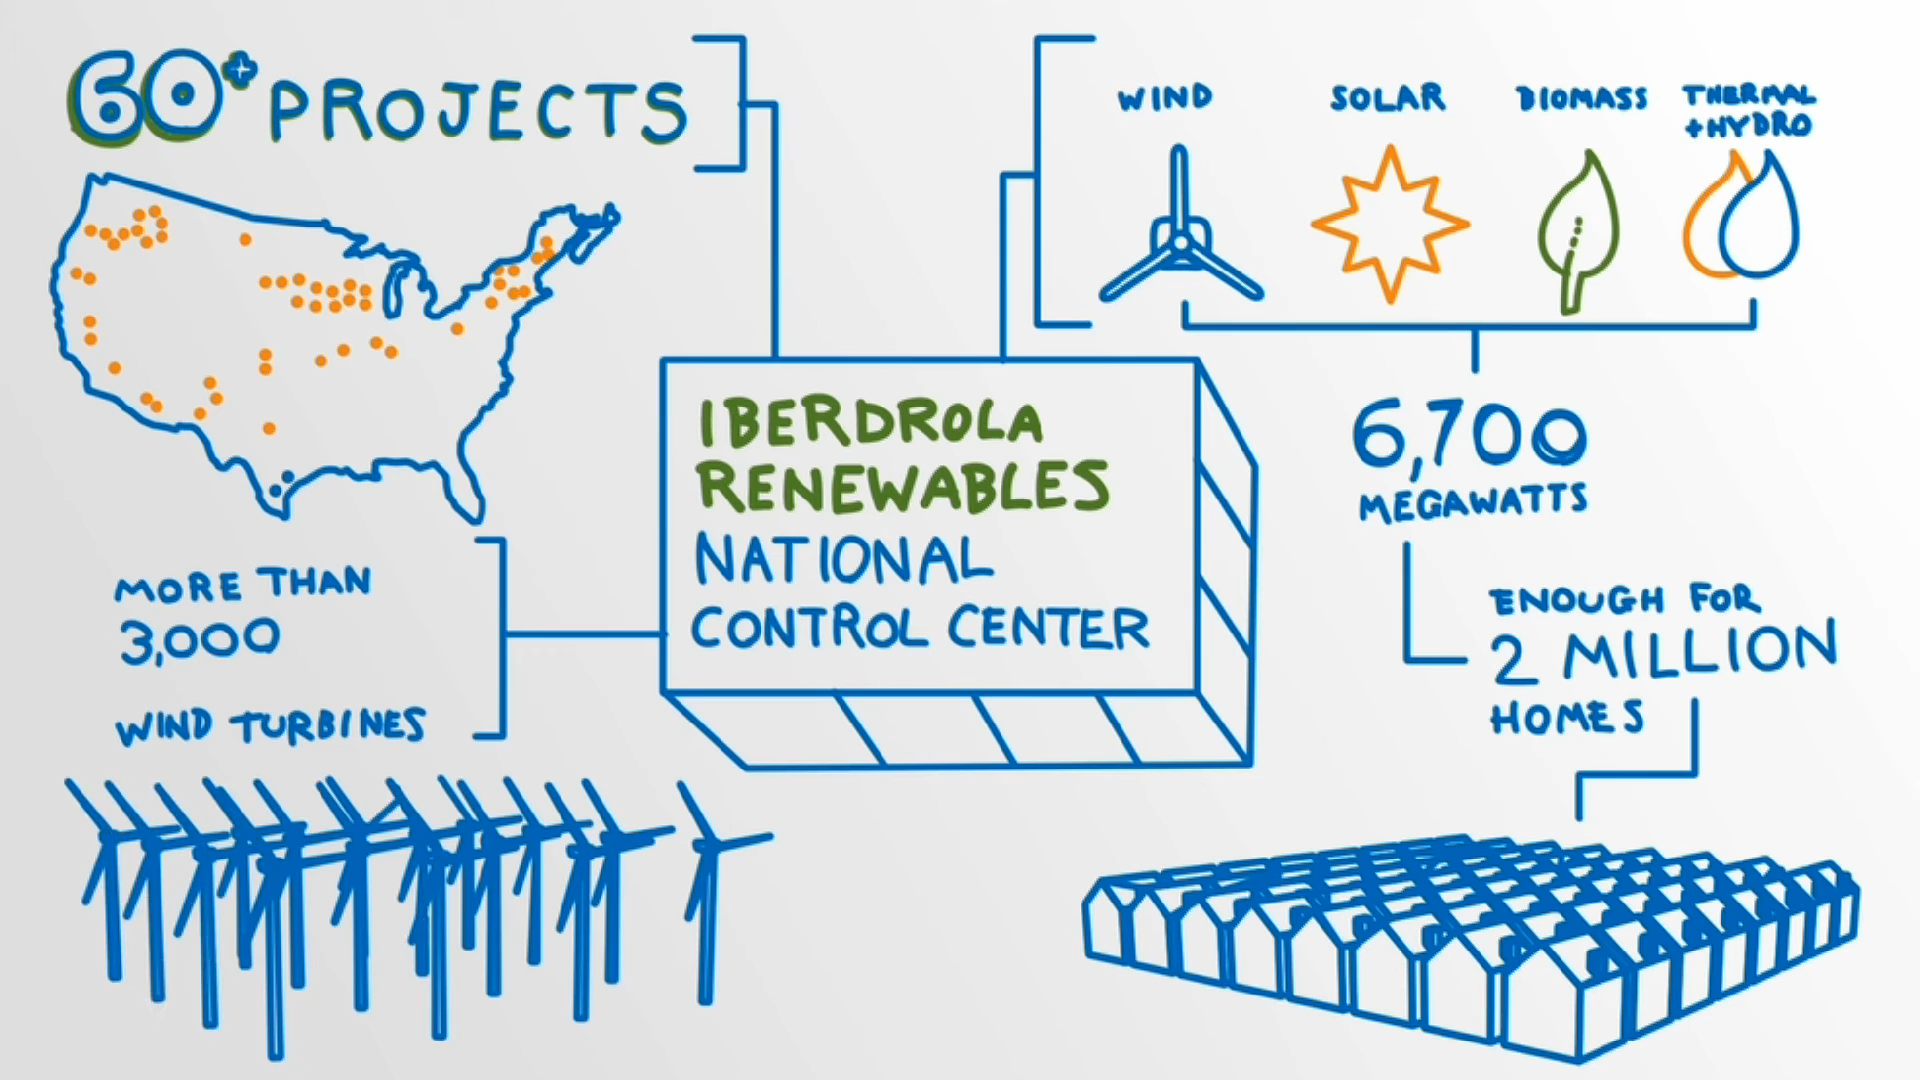 60+ PROJECTS
WIND
SOLAR
BIOMASS
THERMAL
+HYDRO
IBERDROLA
RENEWABLES
NATIONAL
CONTROL CENTER
6,700
MEGAWATTS
ENOUGH FOR
2 MILLION
HOMES
MORE THAN
3,000
WIND TURBINES